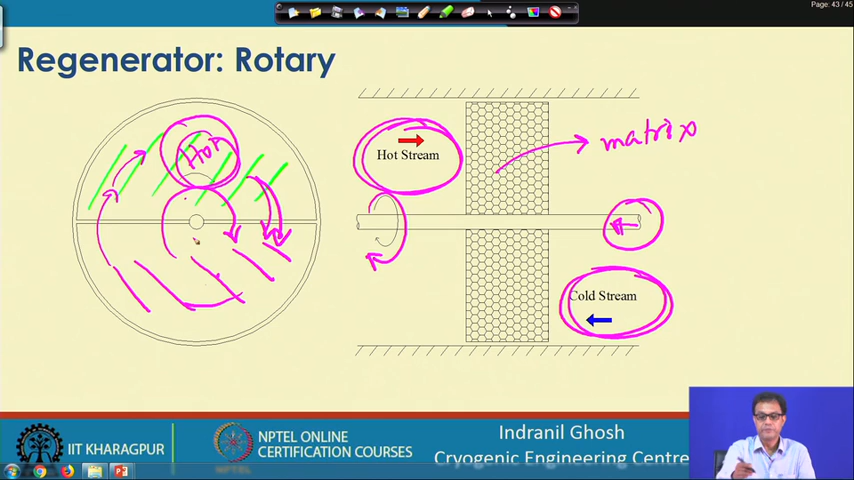 Page: 43 / 45
Regenerator: Rotary
Hot
Hot Stream
matrix
Cold Stream
IIT KHARAGPUR
NPTEL ONLINE
CERTIFICATION COURSES
Indranil Ghosh
Cryogenic Engineering Centre